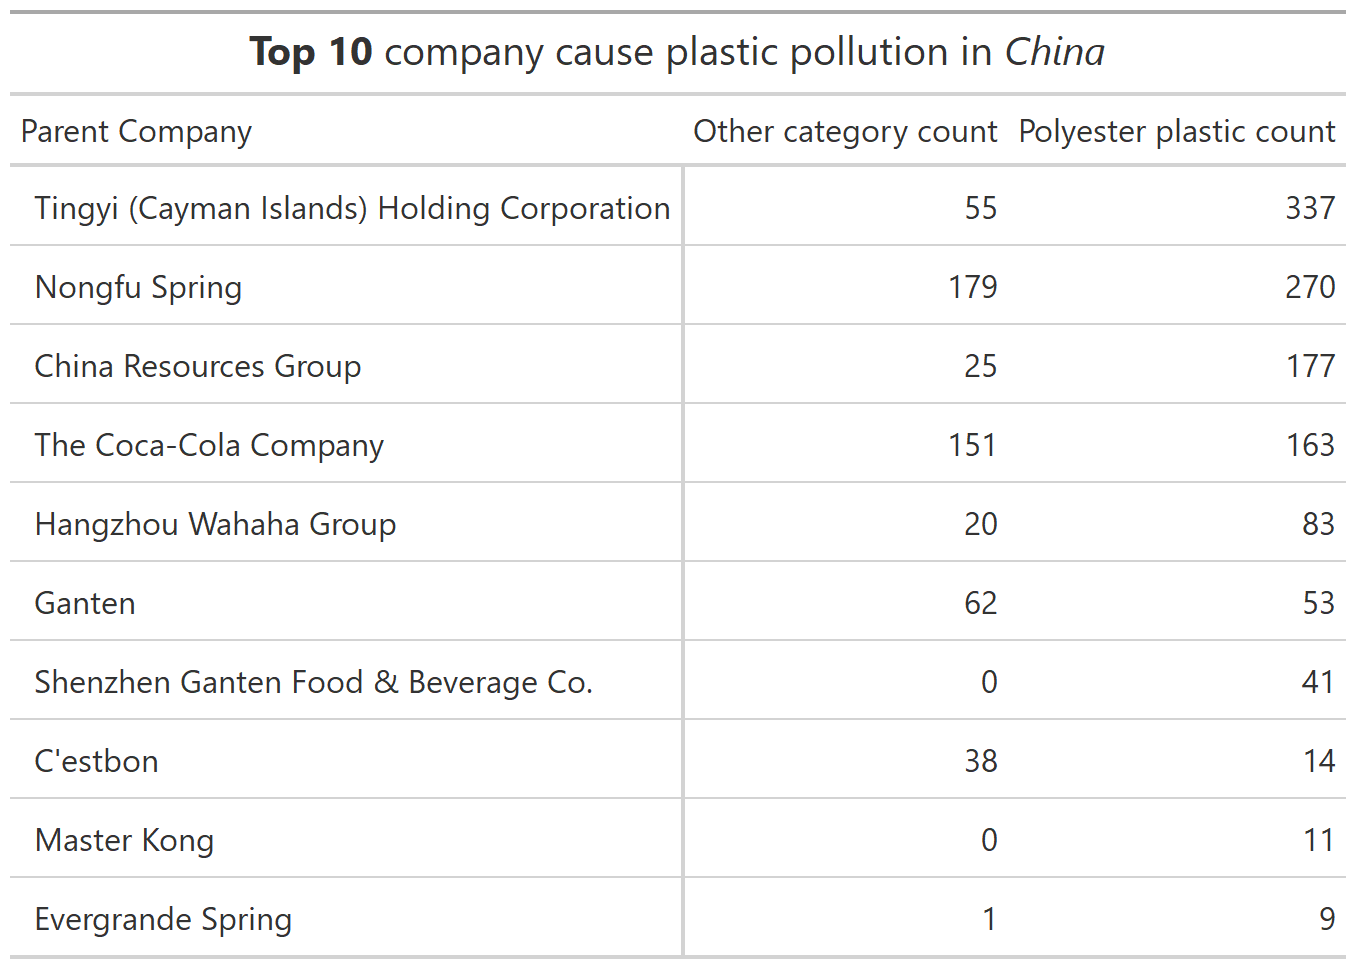 Top 10 company cause plastic pollution in China
Parent Company Other category count Polyester plastic count
Tingyi (Cayman Islands) Holding Corporation 55 337
Nongfu Spring 179 270
China Resources Group 25 177
The Coca-Cola Company 151 163
Hangzhou Wahaha Group 20 83
Ganten 62 53
Shenzhen Ganten Food & Beverage Co. 0 41
C'estbon 38 14
Master Kong 0 11
Evergrande Spring 1 9